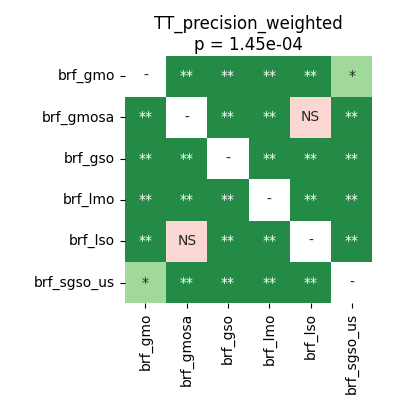 TT_precision_weighted
p = 1.45e-04
brf_gmo - ** ** ** ** *
brf_gmosa ** - ** ** NS **
brf_gso ** ** - ** ** **
brf_lmo ** ** ** - ** **
brf_lso ** NS ** ** - **
brf_sgso_us * ** ** ** ** -
brf_gmo
brf_gmosa
brf_gso
brf_lmo
brf_lso
brf_sgso_us